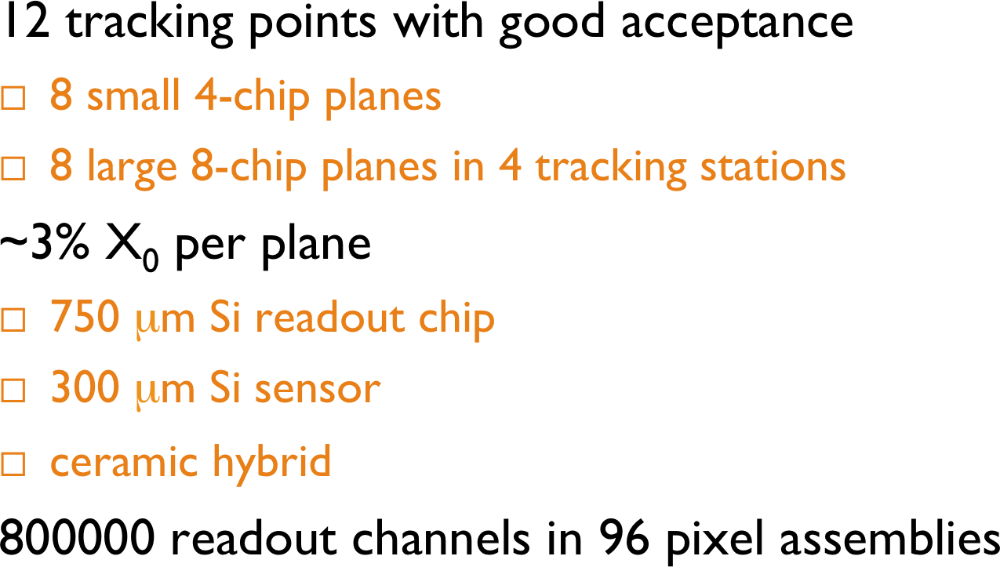 12 tracking points with good acceptance
□ 8 small 4-chip planes
□ 8 large 8-chip planes in 4 tracking stations
~3% X₀ per plane
□ 750 μm Si readout chip
□ 300 μm Si sensor
□ ceramic hybrid
800000 readout channels in 96 pixel assemblies